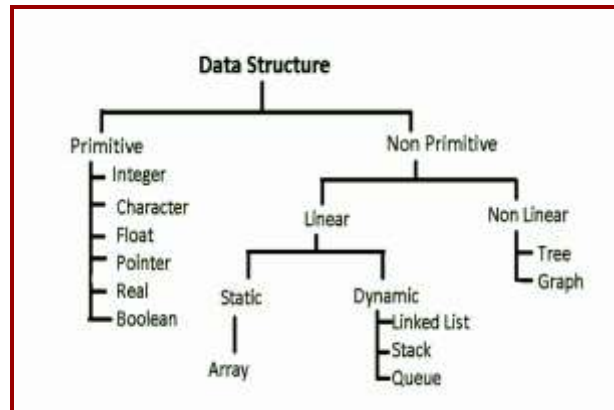 Data Structure
Primitive
Non Primitive
Integer
Character
Float
Pointer
Real
Boolean
Linear
Non Linear
Tree
Graph
Static
Dynamic
Array
Linked List
Stack
Queue